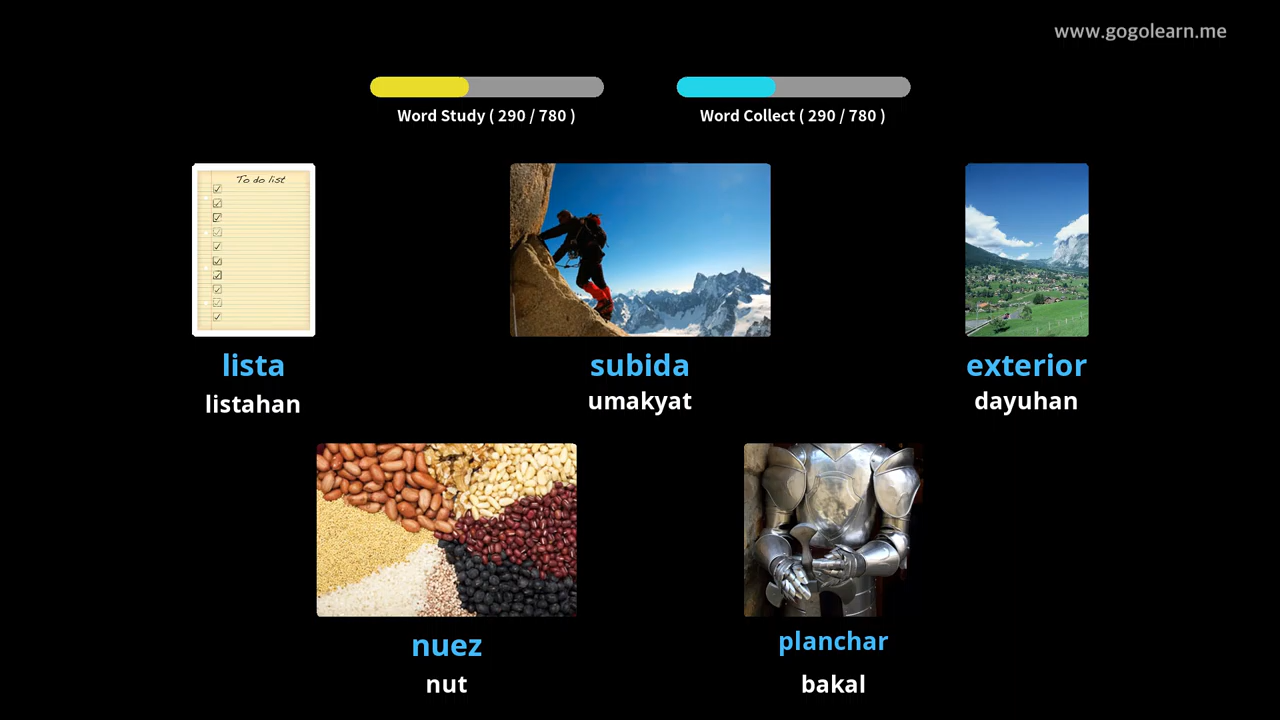 www.gogolearn.me
Word Study ( 290 / 780 )
Word Collect ( 290 / 780 )
To do list
lista
subida
exterior
listahan
umakyat
dayuhan
nuez
planchar
nut
bakal